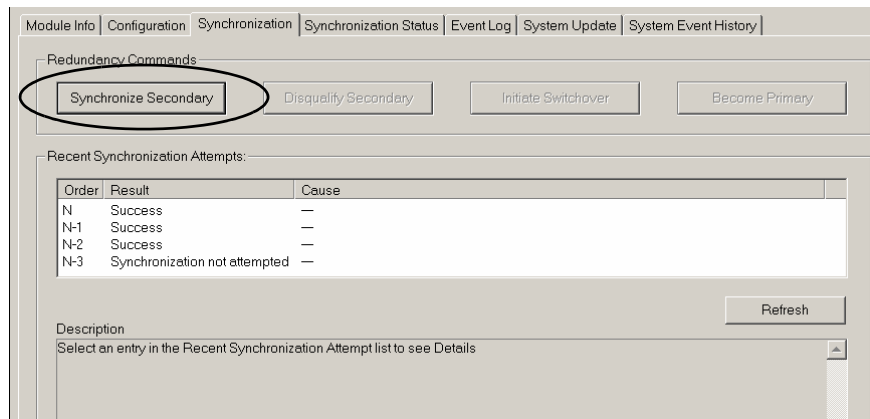 Module Info Configuration Synchronization Synchronization Status Event Log System Update System Event History
Redundancy Commands
Synchronize Secondary Disqualify Secondary Initiate Switchover Become Primary
Recent Synchronization Attempts:
Order Result Cause
N Success —
N-1 Success —
N-2 Success —
N-3 Synchronization not attempted —
Refresh
Description
Select an entry in the Recent Synchronization Attempt list to see Details